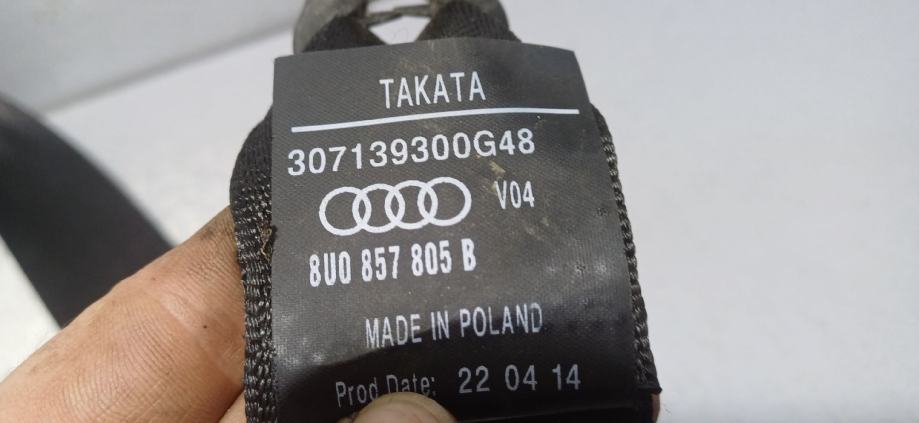 TAKATA
307139300G48
V04
8U0 857 805 B
MADE IN POLAND
Prod Date: 22 04 14